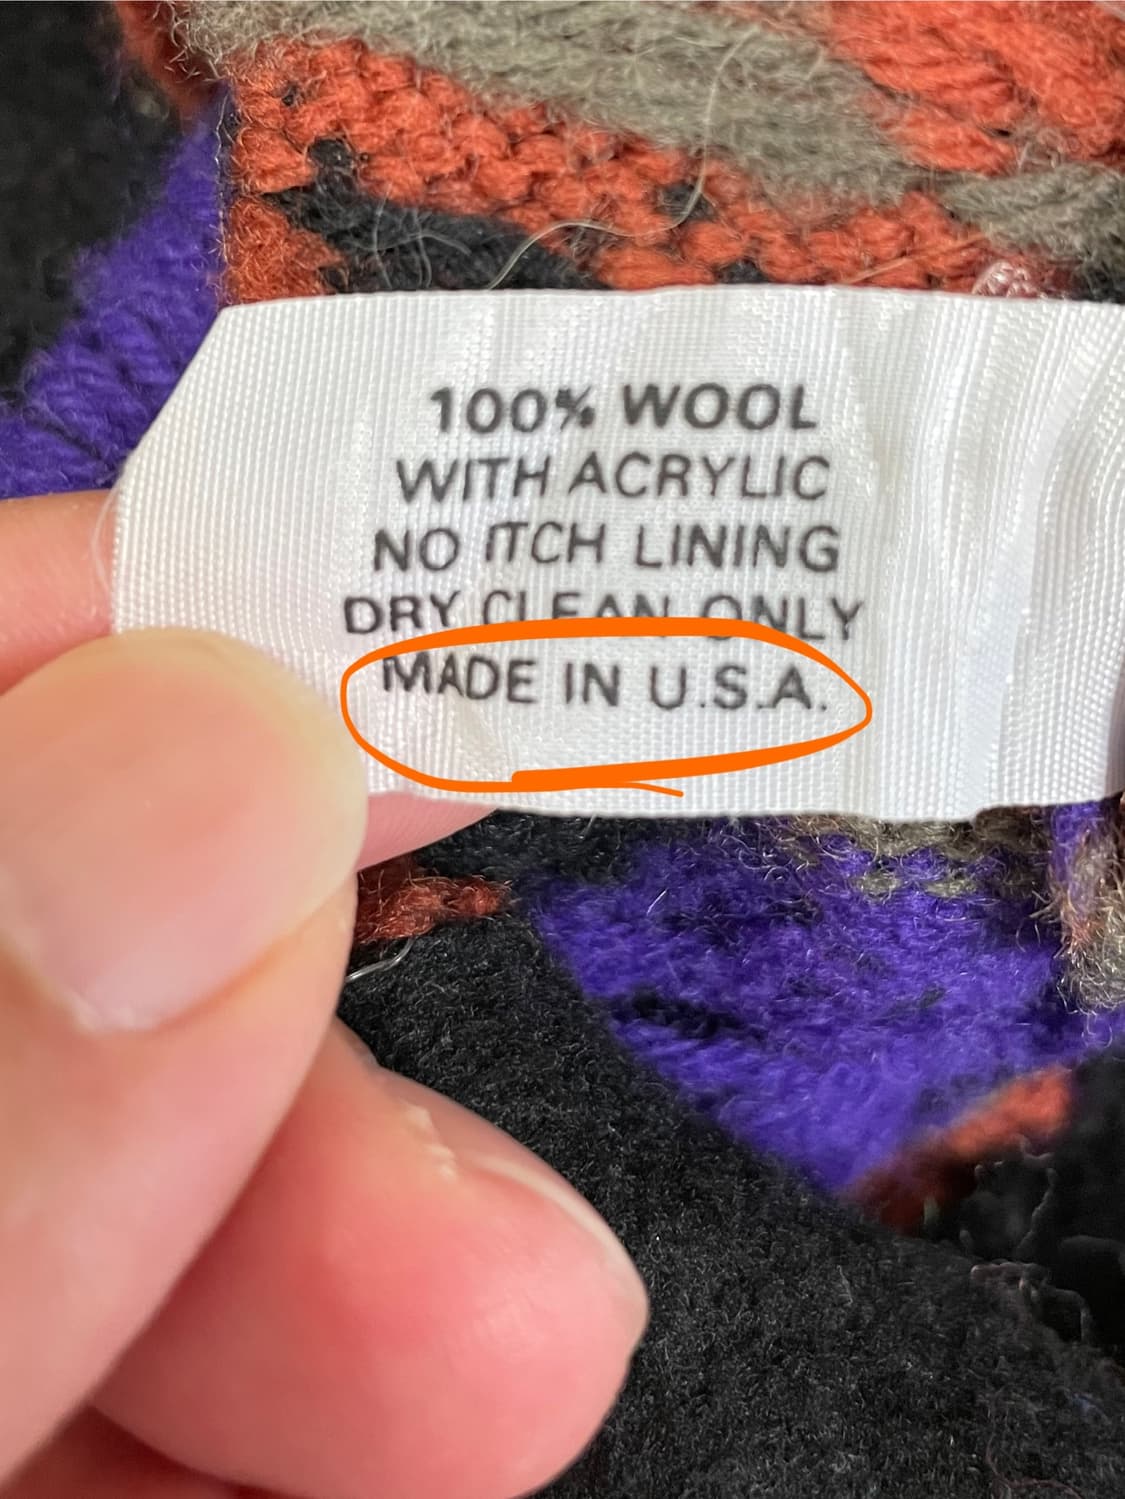 100% WOOL
WITH ACRYLIC
NO ITCH LINING
DRY CLEAN ONLY
MADE IN U.S.A.